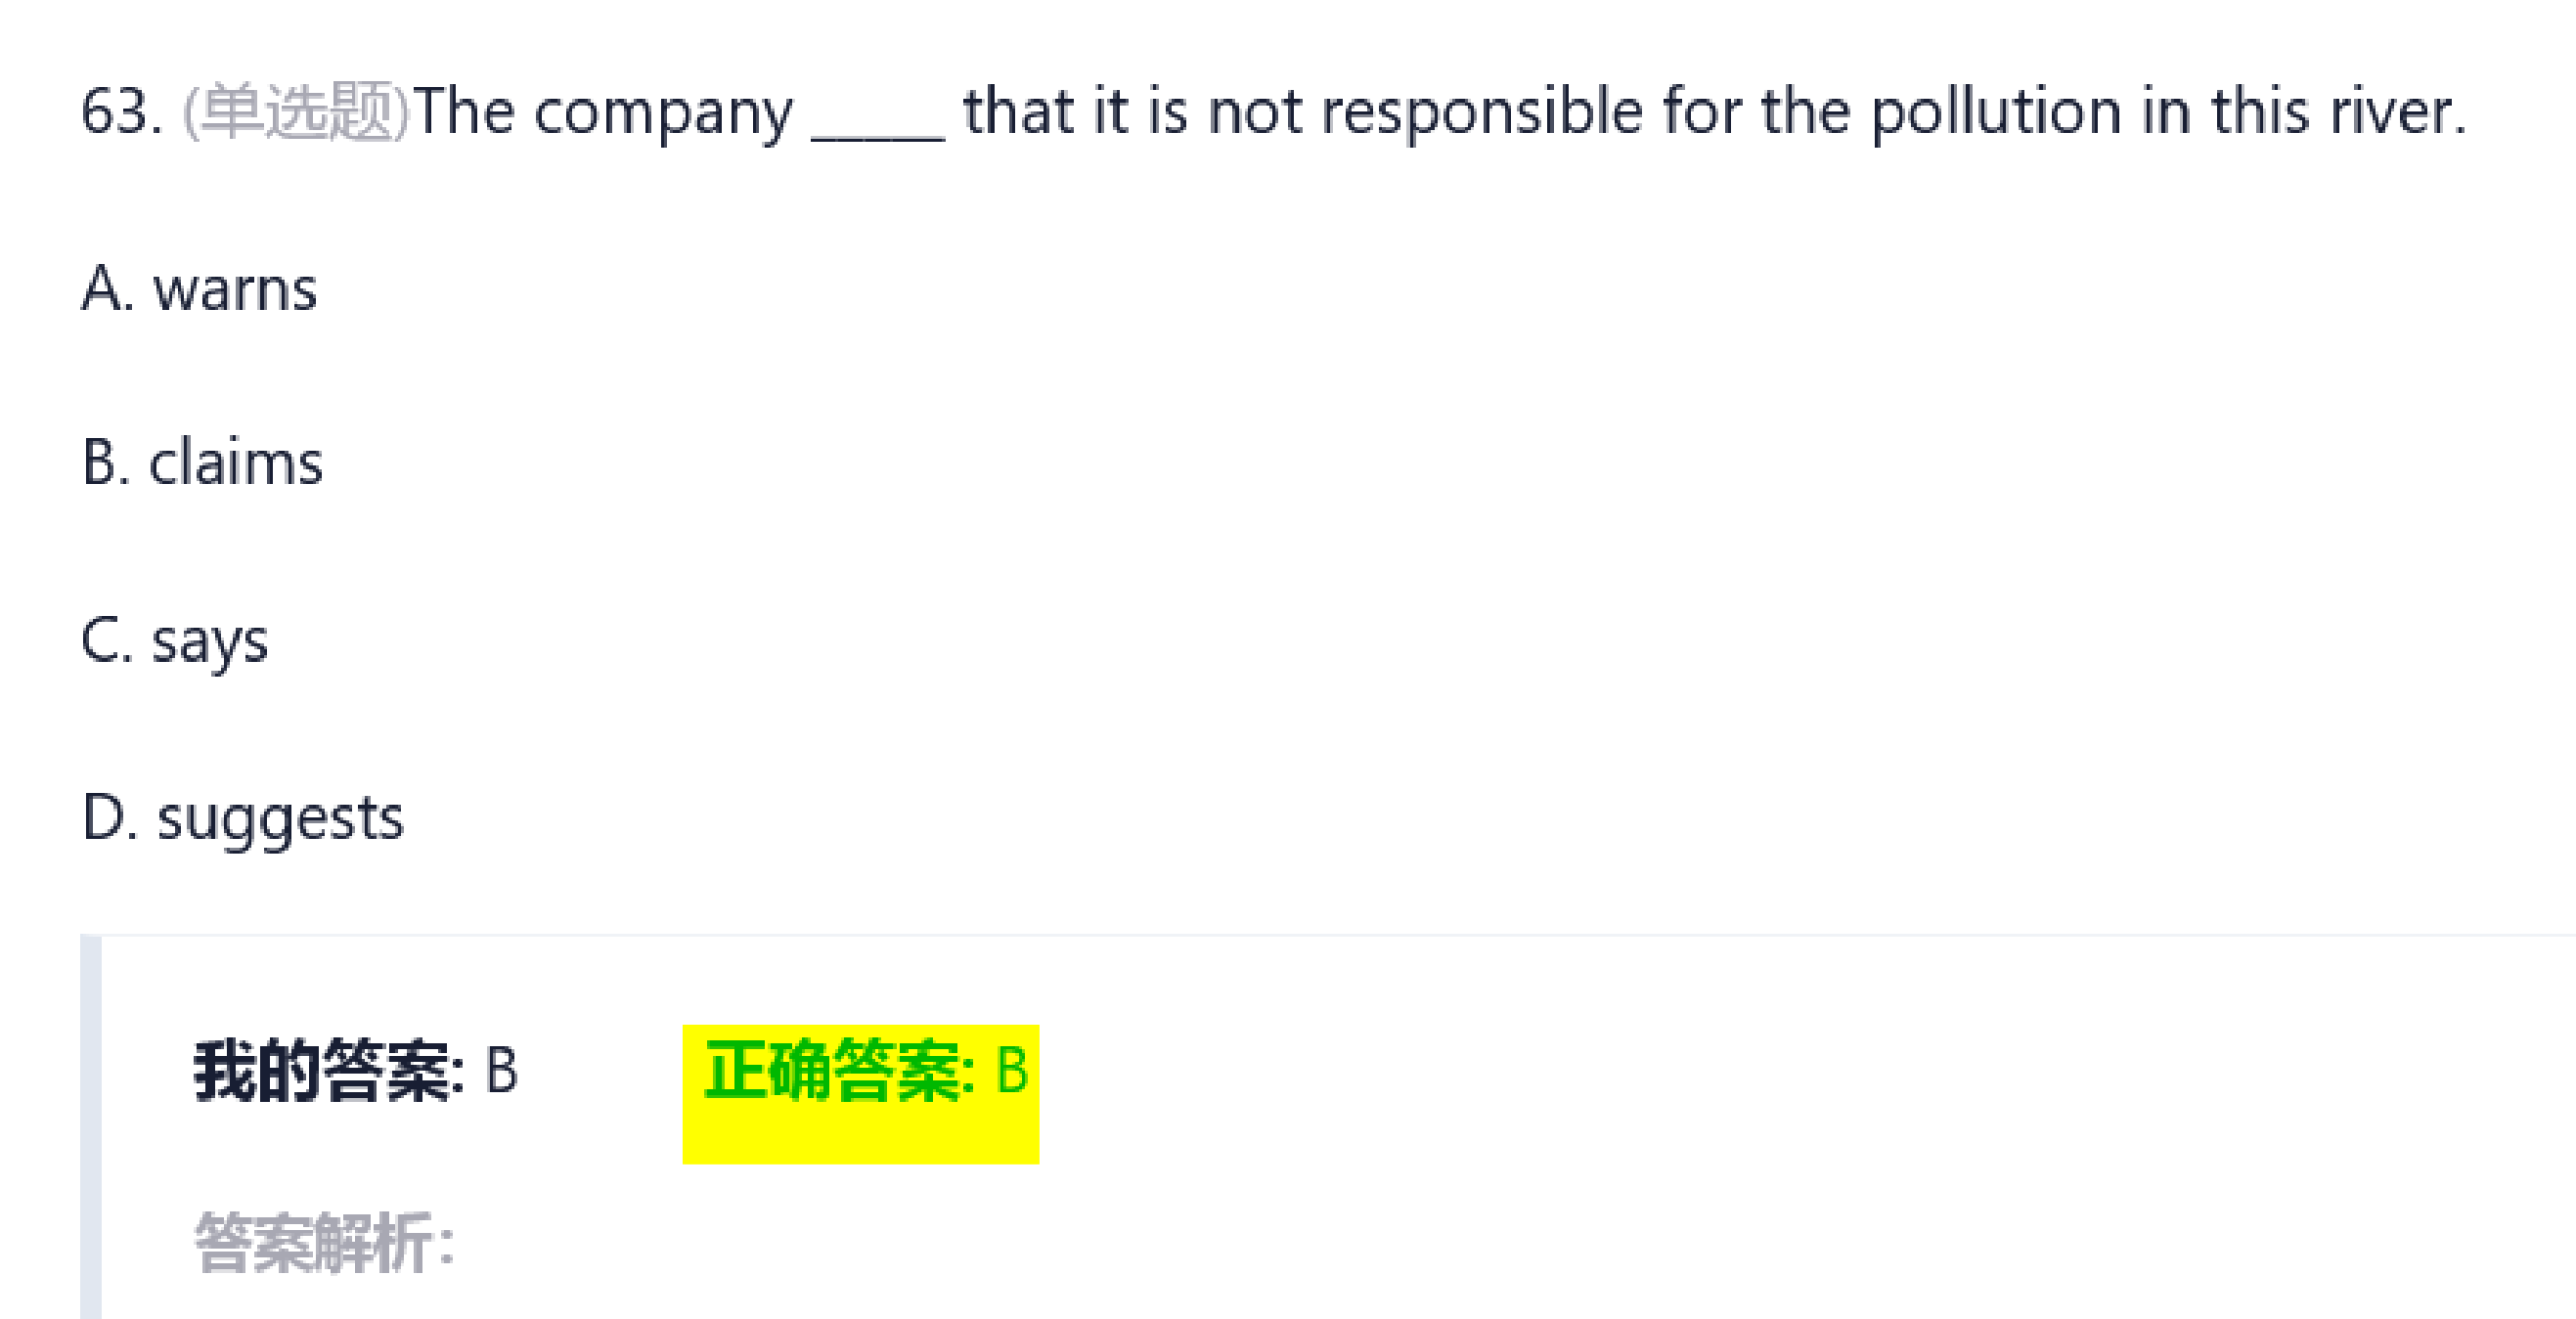 63. (单选题)The company _____ that it is not responsible for the pollution in this river.
A. warns
B. claims
C. says
D. suggests
我的答案: B 正确答案: B
答案解析: